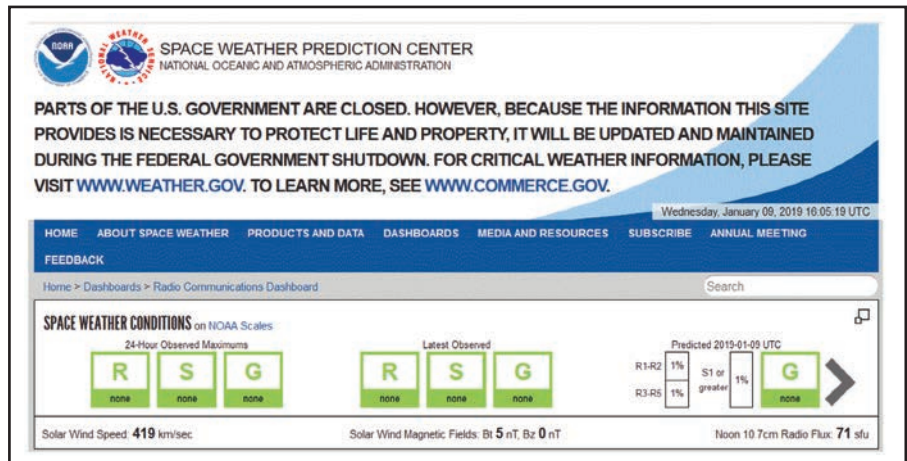 NOAA
NATIONAL WEATHER SERVICE
SPACE WEATHER PREDICTION CENTER
NATIONAL OCEANIC AND ATMOSPHERIC ADMINISTRATION
PARTS OF THE U.S. GOVERNMENT ARE CLOSED. HOWEVER, BECAUSE THE INFORMATION THIS SITE
PROVIDES IS NECESSARY TO PROTECT LIFE AND PROPERTY, IT WILL BE UPDATED AND MAINTAINED
DURING THE FEDERAL GOVERNMENT SHUTDOWN. FOR CRITICAL WEATHER INFORMATION, PLEASE
VISIT WWW.WEATHER.GOV. TO LEARN MORE, SEE WWW.COMMERCE.GOV.
Wednesday, January 09, 2019 16:05:19 UTC
HOME ABOUT SPACE WEATHER PRODUCTS AND DATA DASHBOARDS MEDIA AND RESOURCES SUBSCRIBE ANNUAL MEETING
FEEDBACK
Home > Dashboards > Radio Communications Dashboard Search
SPACE WEATHER CONDITIONS on NOAA Scales
24-Hour Observed Maximums
R S G
none none none
Latest Observed
R S G
none none none
Predicted 2019-01-09 UTC
R1-R2 1%
R3-R5 1%
S1 or
greater 1%
G
none
Solar Wind Speed: 419 km/sec Solar Wind Magnetic Fields: Bt 5 nT, Bz 0 nT Noon 10.7cm Radio Flux: 71 sfu